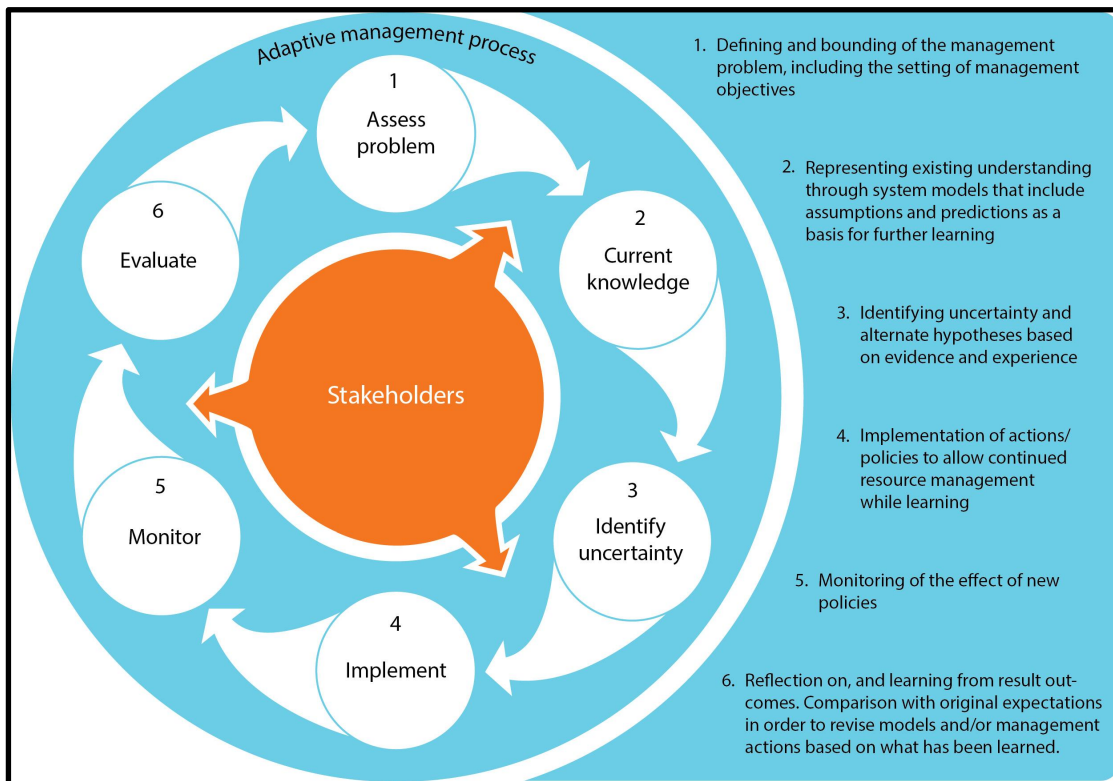 Adaptive management process
1
Assess
problem
2
Current
knowledge
3
Identify
uncertainty
4
Implement
5
Monitor
6
Evaluate
Stakeholders
1. Defining and bounding of the management
problem, including the setting of management
objectives
2. Representing existing understanding
through system models that include
assumptions and predictions as a
basis for further learning
3. Identifying uncertainty and
alternate hypotheses based
on evidence and experience
4. Implementation of actions/
policies to allow continued
resource management
while learning
5. Monitoring of the effect of new
policies
6. Reflection on, and learning from result out-
comes. Comparison with original expectations
in order to revise models and/or management
actions based on what has been learned.